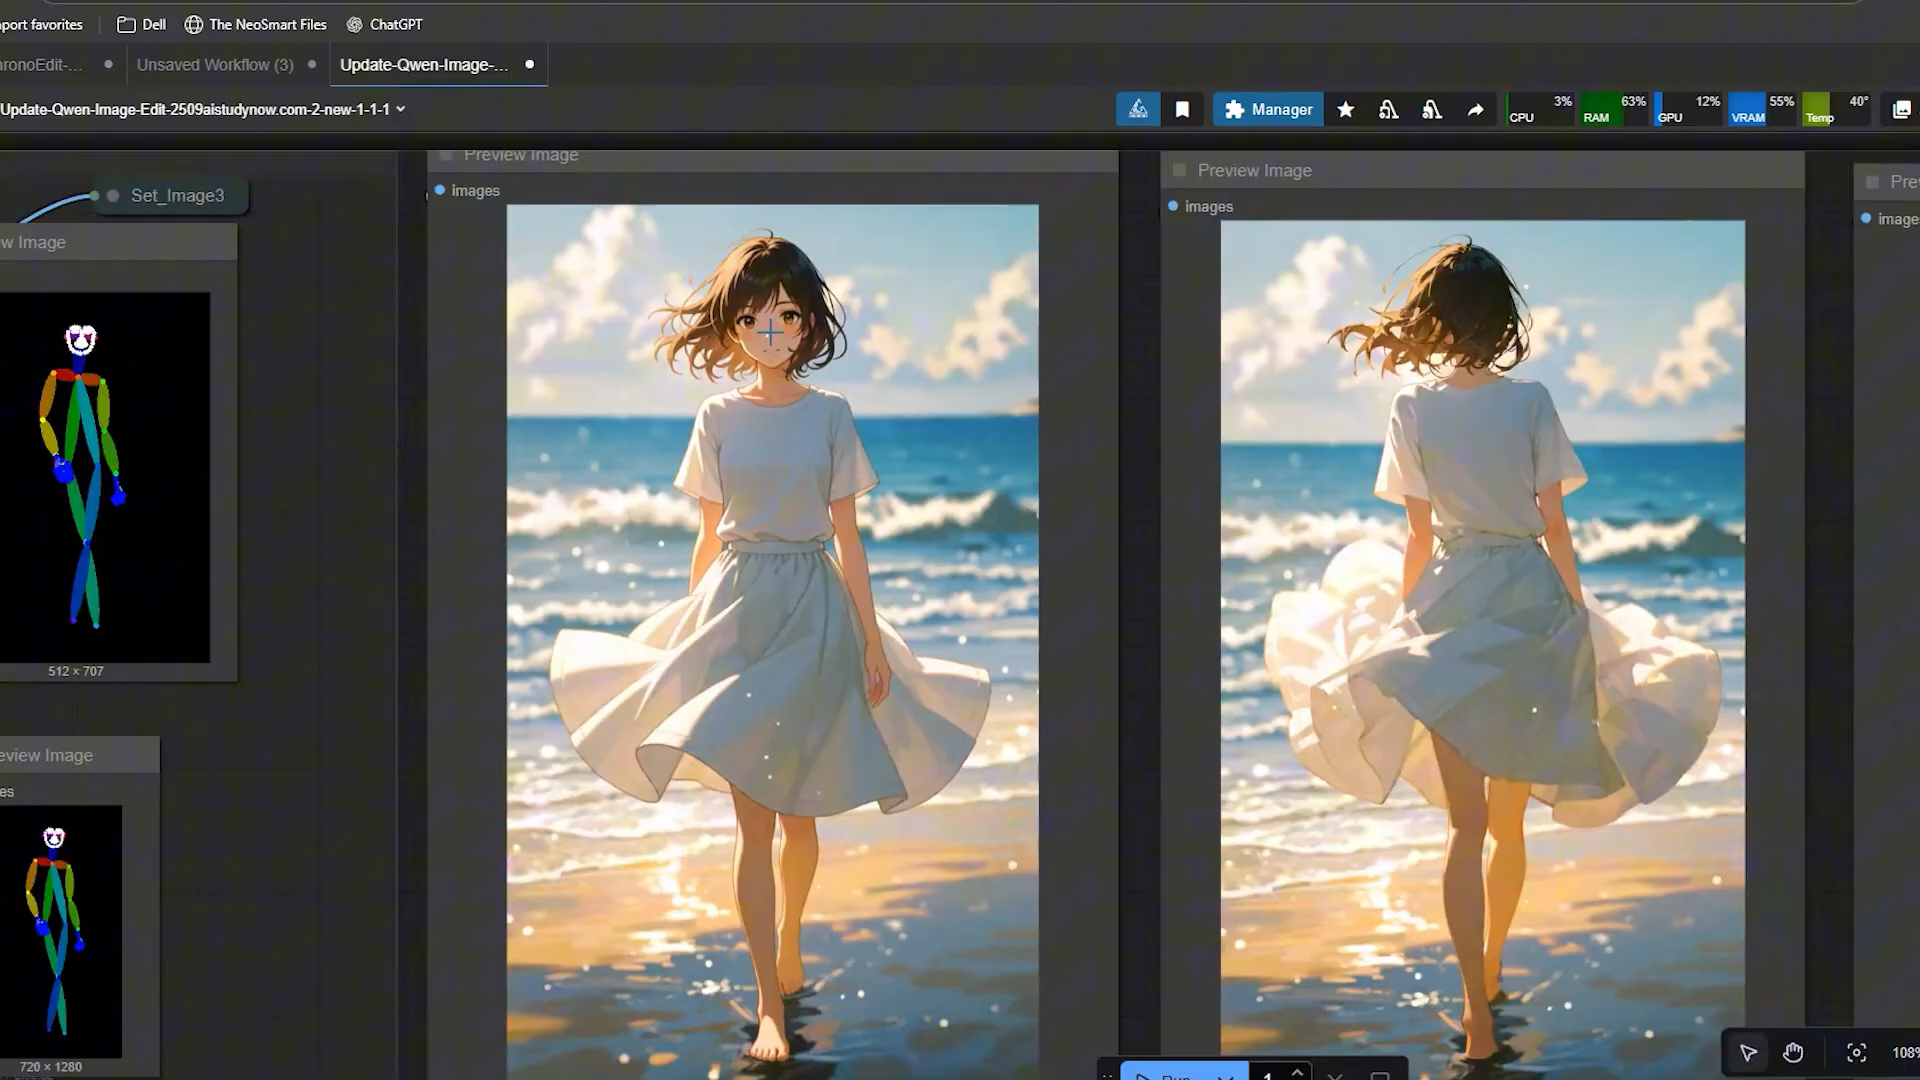 port favorites
Dell
The NeoSmart Files
ChatGPT
ronoEdit-...
Unsaved Workflow (3)
Update-Qwen-Image-...
Update-Qwen-Image-Edit-2509aistudynow.com-2-new-1-1-1
Manager
CPU 3%
RAM 63%
GPU 12%
VRAM 55%
Temp 40°
Set_Image3
w Image
512 × 707
eview Image
es
720 × 1280
Preview Image
images
Preview Image
images
Pre
images
Run
1
108%